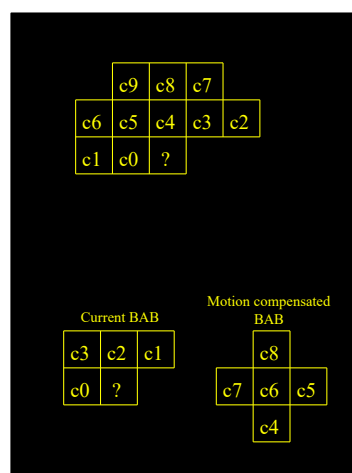 c9 c8 c7
c6 c5 c4 c3 c2
c1 c0 ?
Current BAB
c3 c2 c1
c0 ?
Motion compensated
BAB
c8
c7 c6 c5
c4